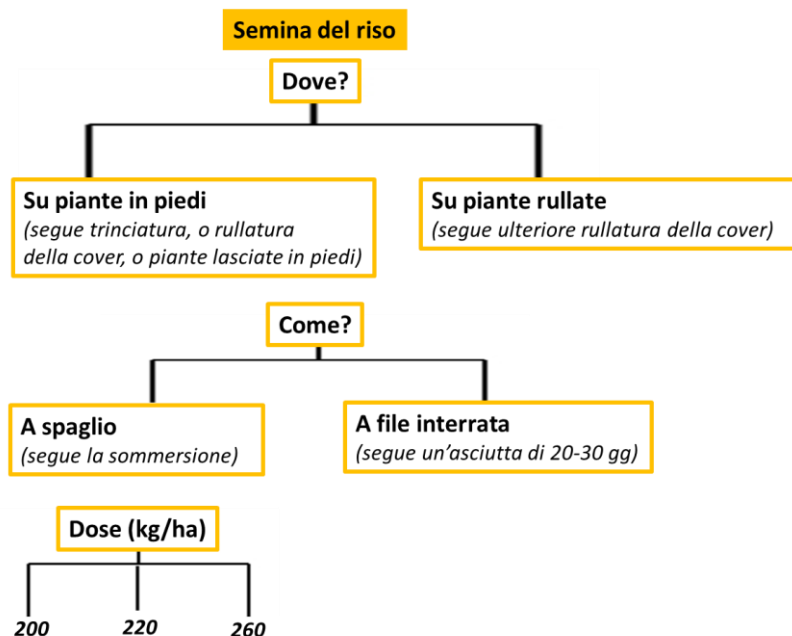 Semina del riso
Dove?
Su piante in piedi
(segue trinciatura, o rullatura
della cover, o piante lasciate in piedi)
Su piante rullate
(segue ulteriore rullatura della cover)
Come?
A spaglio
(segue la sommersione)
A file interrata
(segue un'asciutta di 20-30 gg)
Dose (kg/ha)
200 220 260